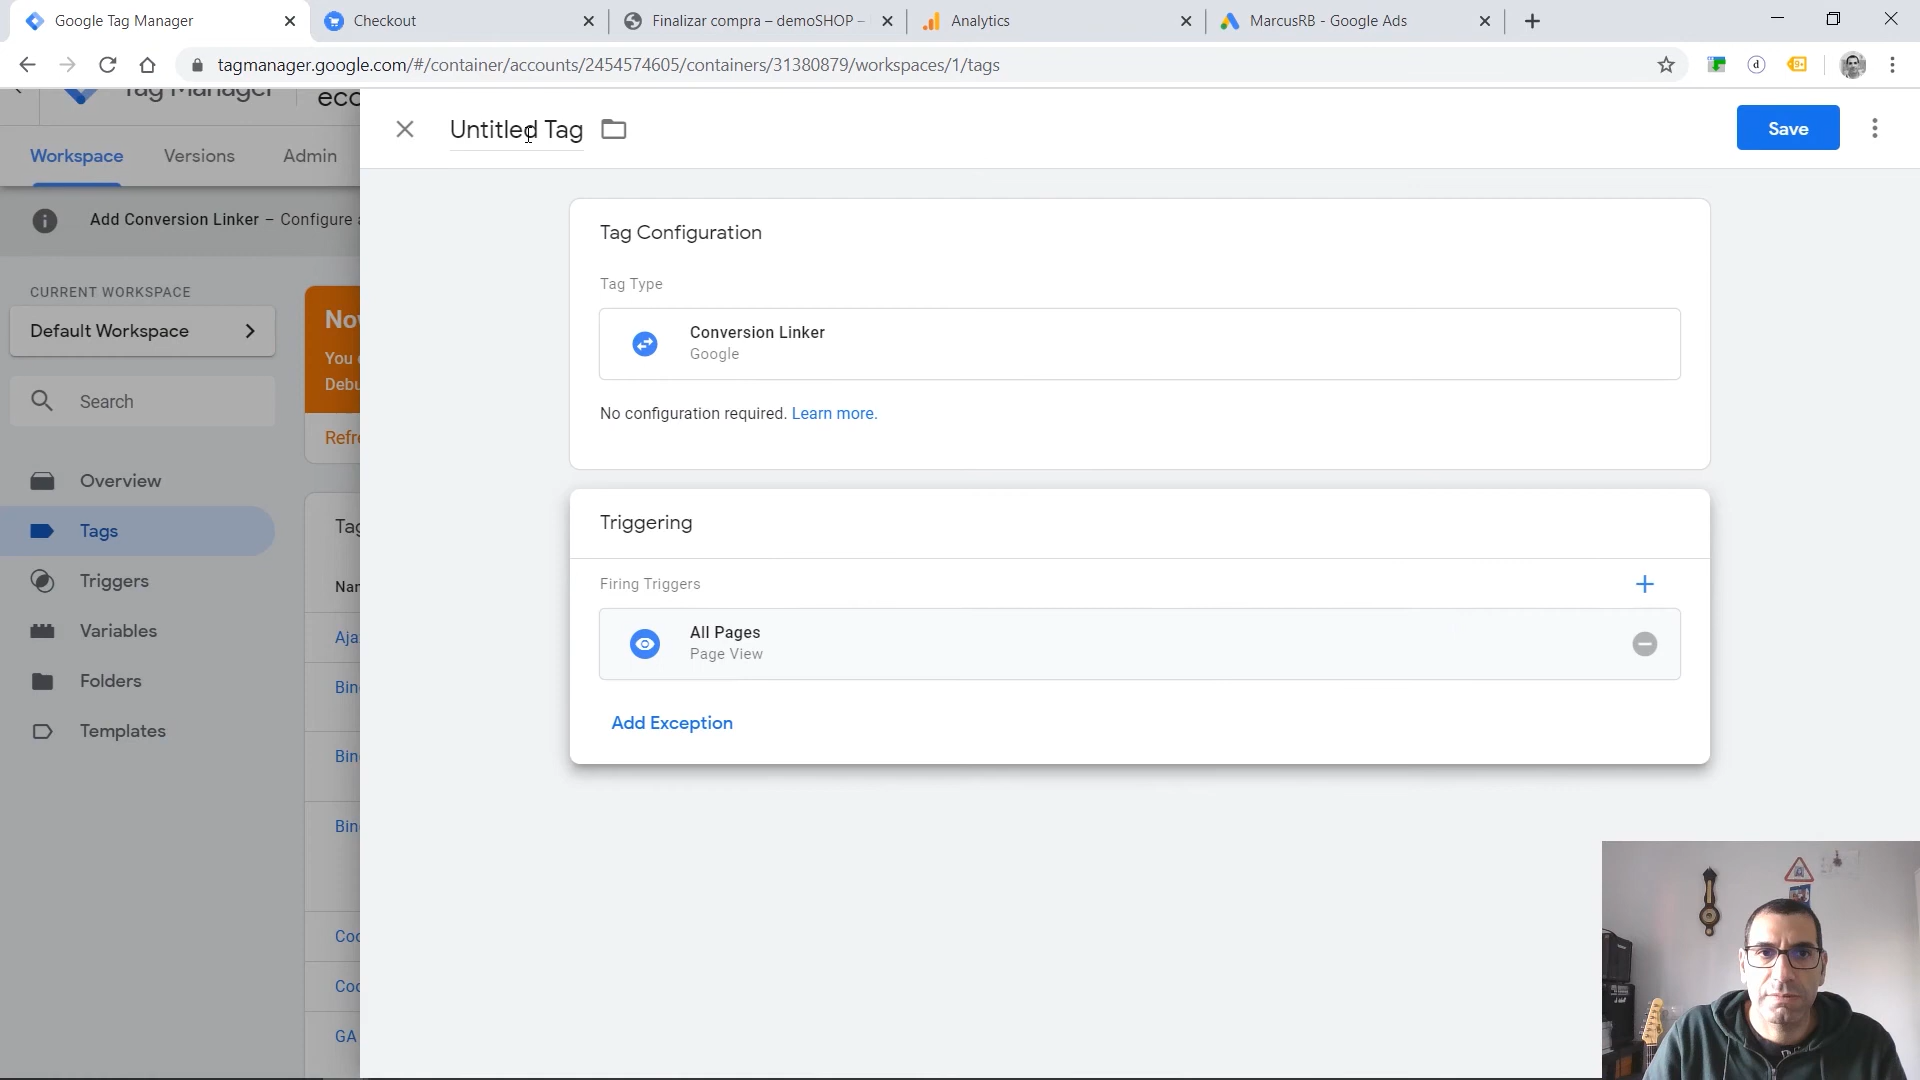 Google Tag Manager
Checkout
Finalizar compra – demoSHOP –
Analytics
MarcusRB - Google Ads
tagmanager.google.com/#/container/accounts/2454574605/containers/31380879/workspaces/1/tags
Tag Manager
eco
Untitled Tag
Save
Workspace
Versions
Admin
Add Conversion Linker – Configure a
Tag Configuration
Tag Type
CURRENT WORKSPACE
Default Workspace
Nov
You
Debu
Conversion Linker
Google
Search
No configuration required. Learn more.
Refre
Overview
Tags
Tag
Triggers
Nar
Variables
Aja
Folders
Bin
Templates
Bin
Bin
Coo
Coo
GA
Triggering
Firing Triggers
All Pages
Page View
Add Exception